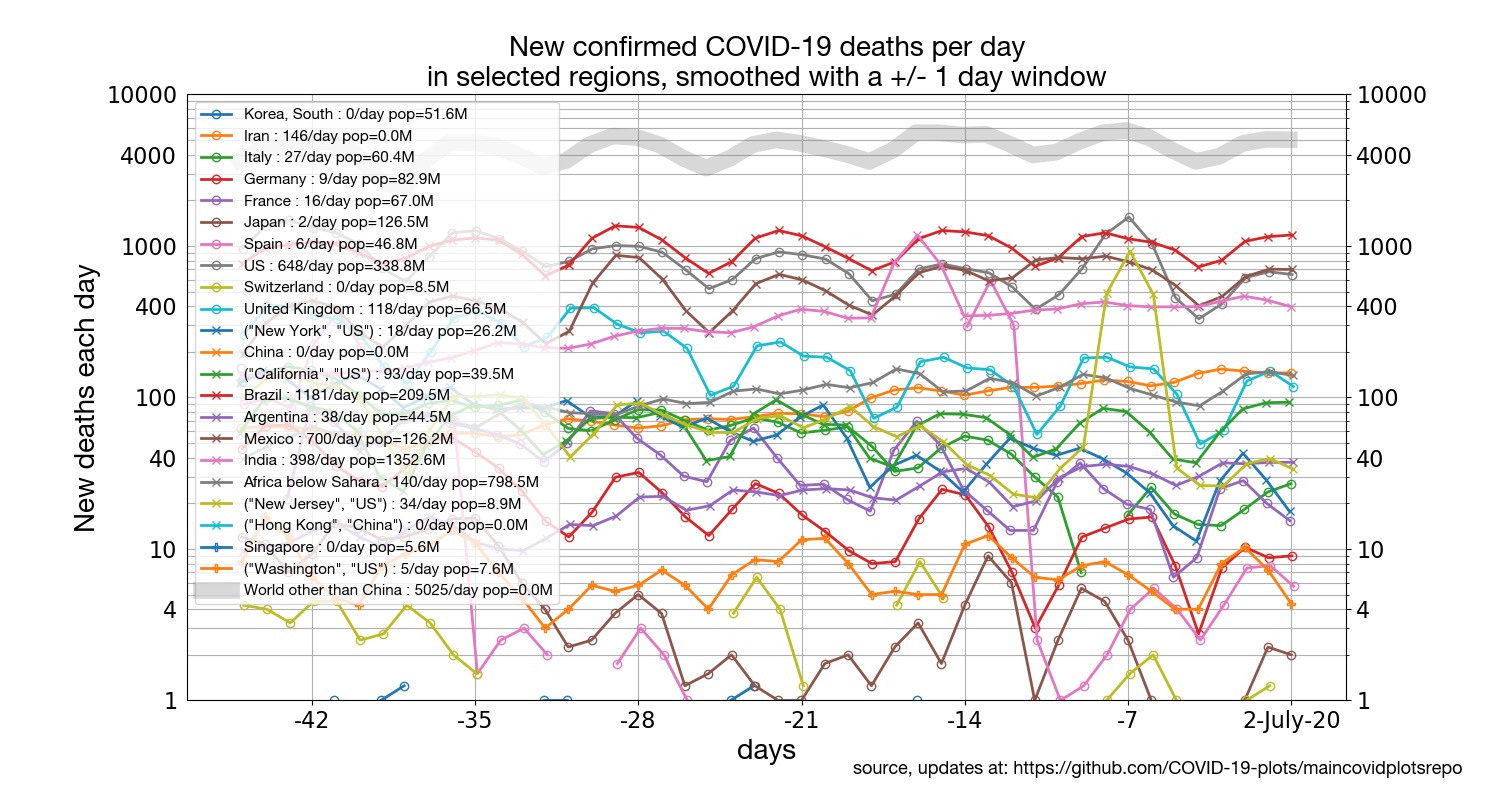 New confirmed COVID-19 deaths per day
in selected regions, smoothed with a +/- 1 day window
10000
4000
1000
400
100
40
10
4
1
10000
4000
1000
400
100
40
10
4
1
New deaths each day
Korea, South : 0/day pop=51.6M
Iran : 146/day pop=0.0M
Italy : 27/day pop=60.4M
Germany : 9/day pop=82.9M
France : 16/day pop=67.0M
Japan : 2/day pop=126.5M
Spain : 6/day pop=46.8M
US : 648/day pop=338.8M
Switzerland : 0/day pop=8.5M
United Kingdom : 118/day pop=66.5M
("New York", "US") : 18/day pop=26.2M
China : 0/day pop=0.0M
("California", "US") : 93/day pop=39.5M
Brazil : 1181/day pop=209.5M
Argentina : 38/day pop=44.5M
Mexico : 700/day pop=126.2M
India : 398/day pop=1352.6M
Africa below Sahara : 140/day pop=798.5M
("New Jersey", "US") : 34/day pop=8.9M
("Hong Kong", "China") : 0/day pop=0.0M
Singapore : 0/day pop=5.6M
("Washington", "US") : 5/day pop=7.6M
World other than China : 5025/day pop=0.0M
-42 -35 -28 -21 -14 -7 2-July-20
days
source, updates at: https://github.com/COVID-19-plots/maincovidplotsrepo